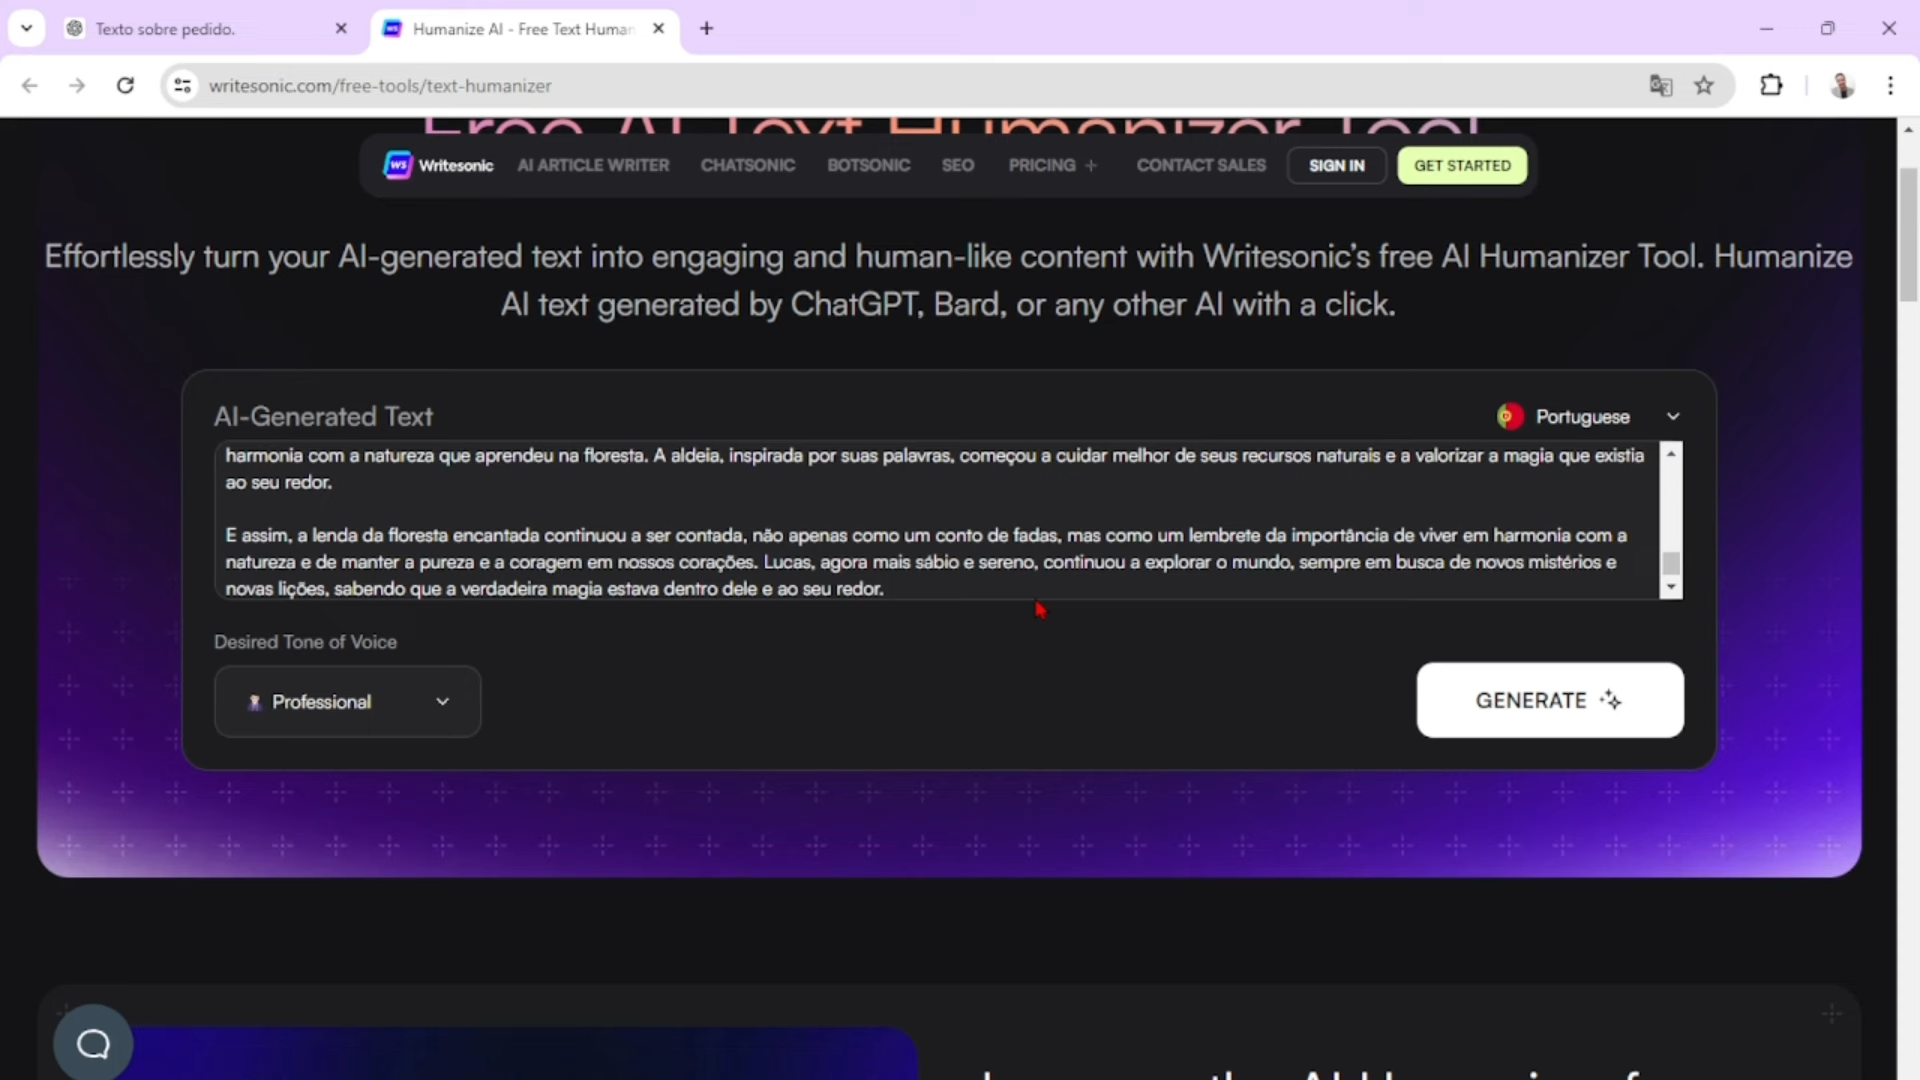 Texto sobre pedido.
Humanize AI - Free Text Human
writesonic.com/free-tools/text-humanizer
Free AI Text Humanizer Tool
WS Writesonic AI ARTICLE WRITER CHATSONIC BOTSONIC SEO PRICING + CONTACT SALES SIGN IN GET STARTED
Effortlessly turn your AI-generated text into engaging and human-like content with Writesonic’s free AI Humanizer Tool. Humanize
AI text generated by ChatGPT, Bard, or any other AI with a click.
AI-Generated Text
Portuguese
harmonia com a natureza que aprendeu na floresta. A aldeia, inspirada por suas palavras, começou a cuidar melhor de seus recursos naturais e a valorizar a magia que existia
ao seu redor.
E assim, a lenda da floresta encantada continuou a ser contada, não apenas como um conto de fadas, mas como um lembrete da importância de viver em harmonia com a
natureza e de manter a pureza e a coragem em nossos corações. Lucas, agora mais sábio e sereno, continuou a explorar o mundo, sempre em busca de novos mistérios e
novas lições, sabendo que a verdadeira magia estava dentro dele e ao seu redor.
Desired Tone of Voice
Professional
GENERATE